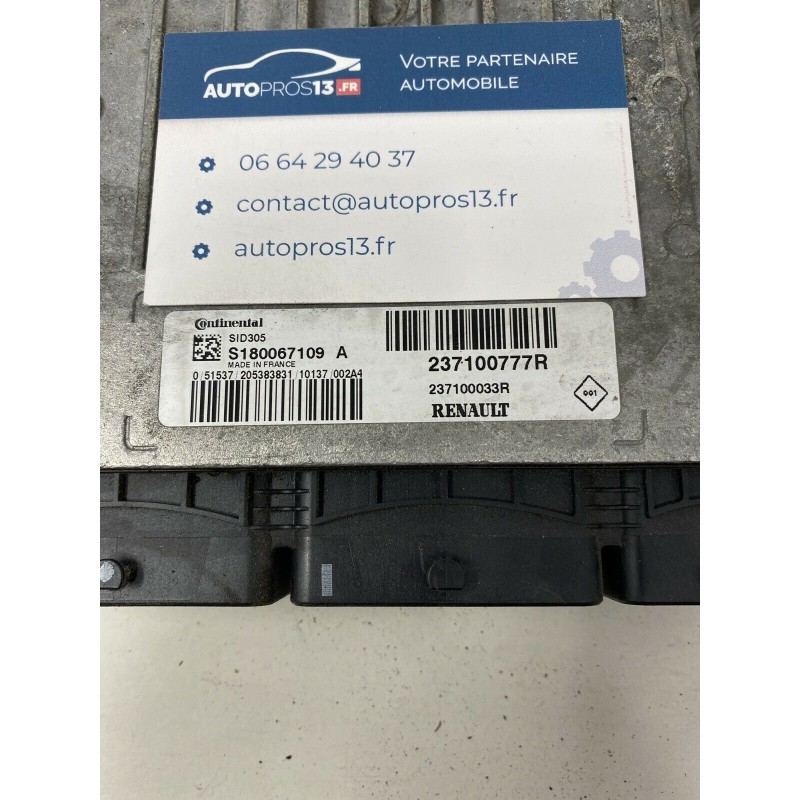 AUTOPROS13.FR
VOTRE PARTENAIRE
AUTOMOBILE
06 64 29 40 37
contact@autopros13.fr
autopros13.fr
Continental
SID305
S180067109 A
MADE IN FRANCE
0/51537/205383831/10137/002A4
237100777R
237100033R
RENAULT
001